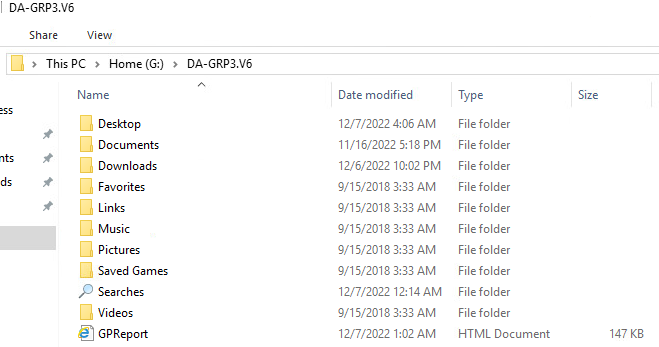 DA-GRP3.V6
Share View
This PC Home (G:) DA-GRP3.V6
Name Date modified Type Size
ess
Desktop 12/7/2022 4:06 AM File folder
Documents 11/16/2022 5:18 PM File folder
nts
Downloads 12/6/2022 10:02 PM File folder
ds
Favorites 9/15/2018 3:33 AM File folder
Links 9/15/2018 3:33 AM File folder
Music 9/15/2018 3:33 AM File folder
Pictures 9/15/2018 3:33 AM File folder
Saved Games 9/15/2018 3:33 AM File folder
Searches 12/7/2022 12:14 AM File folder
Videos 9/15/2018 3:33 AM File folder
GPReport 12/7/2022 1:02 AM HTML Document 147 KB